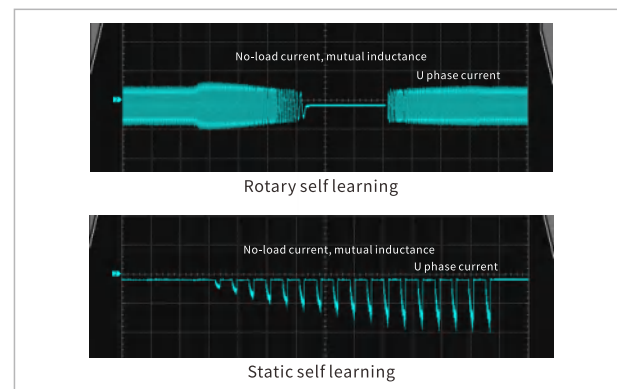 No-load current, mutual inductance
U phase current
Rotary self learning
No-load current, mutual inductance
U phase current
Static self learning